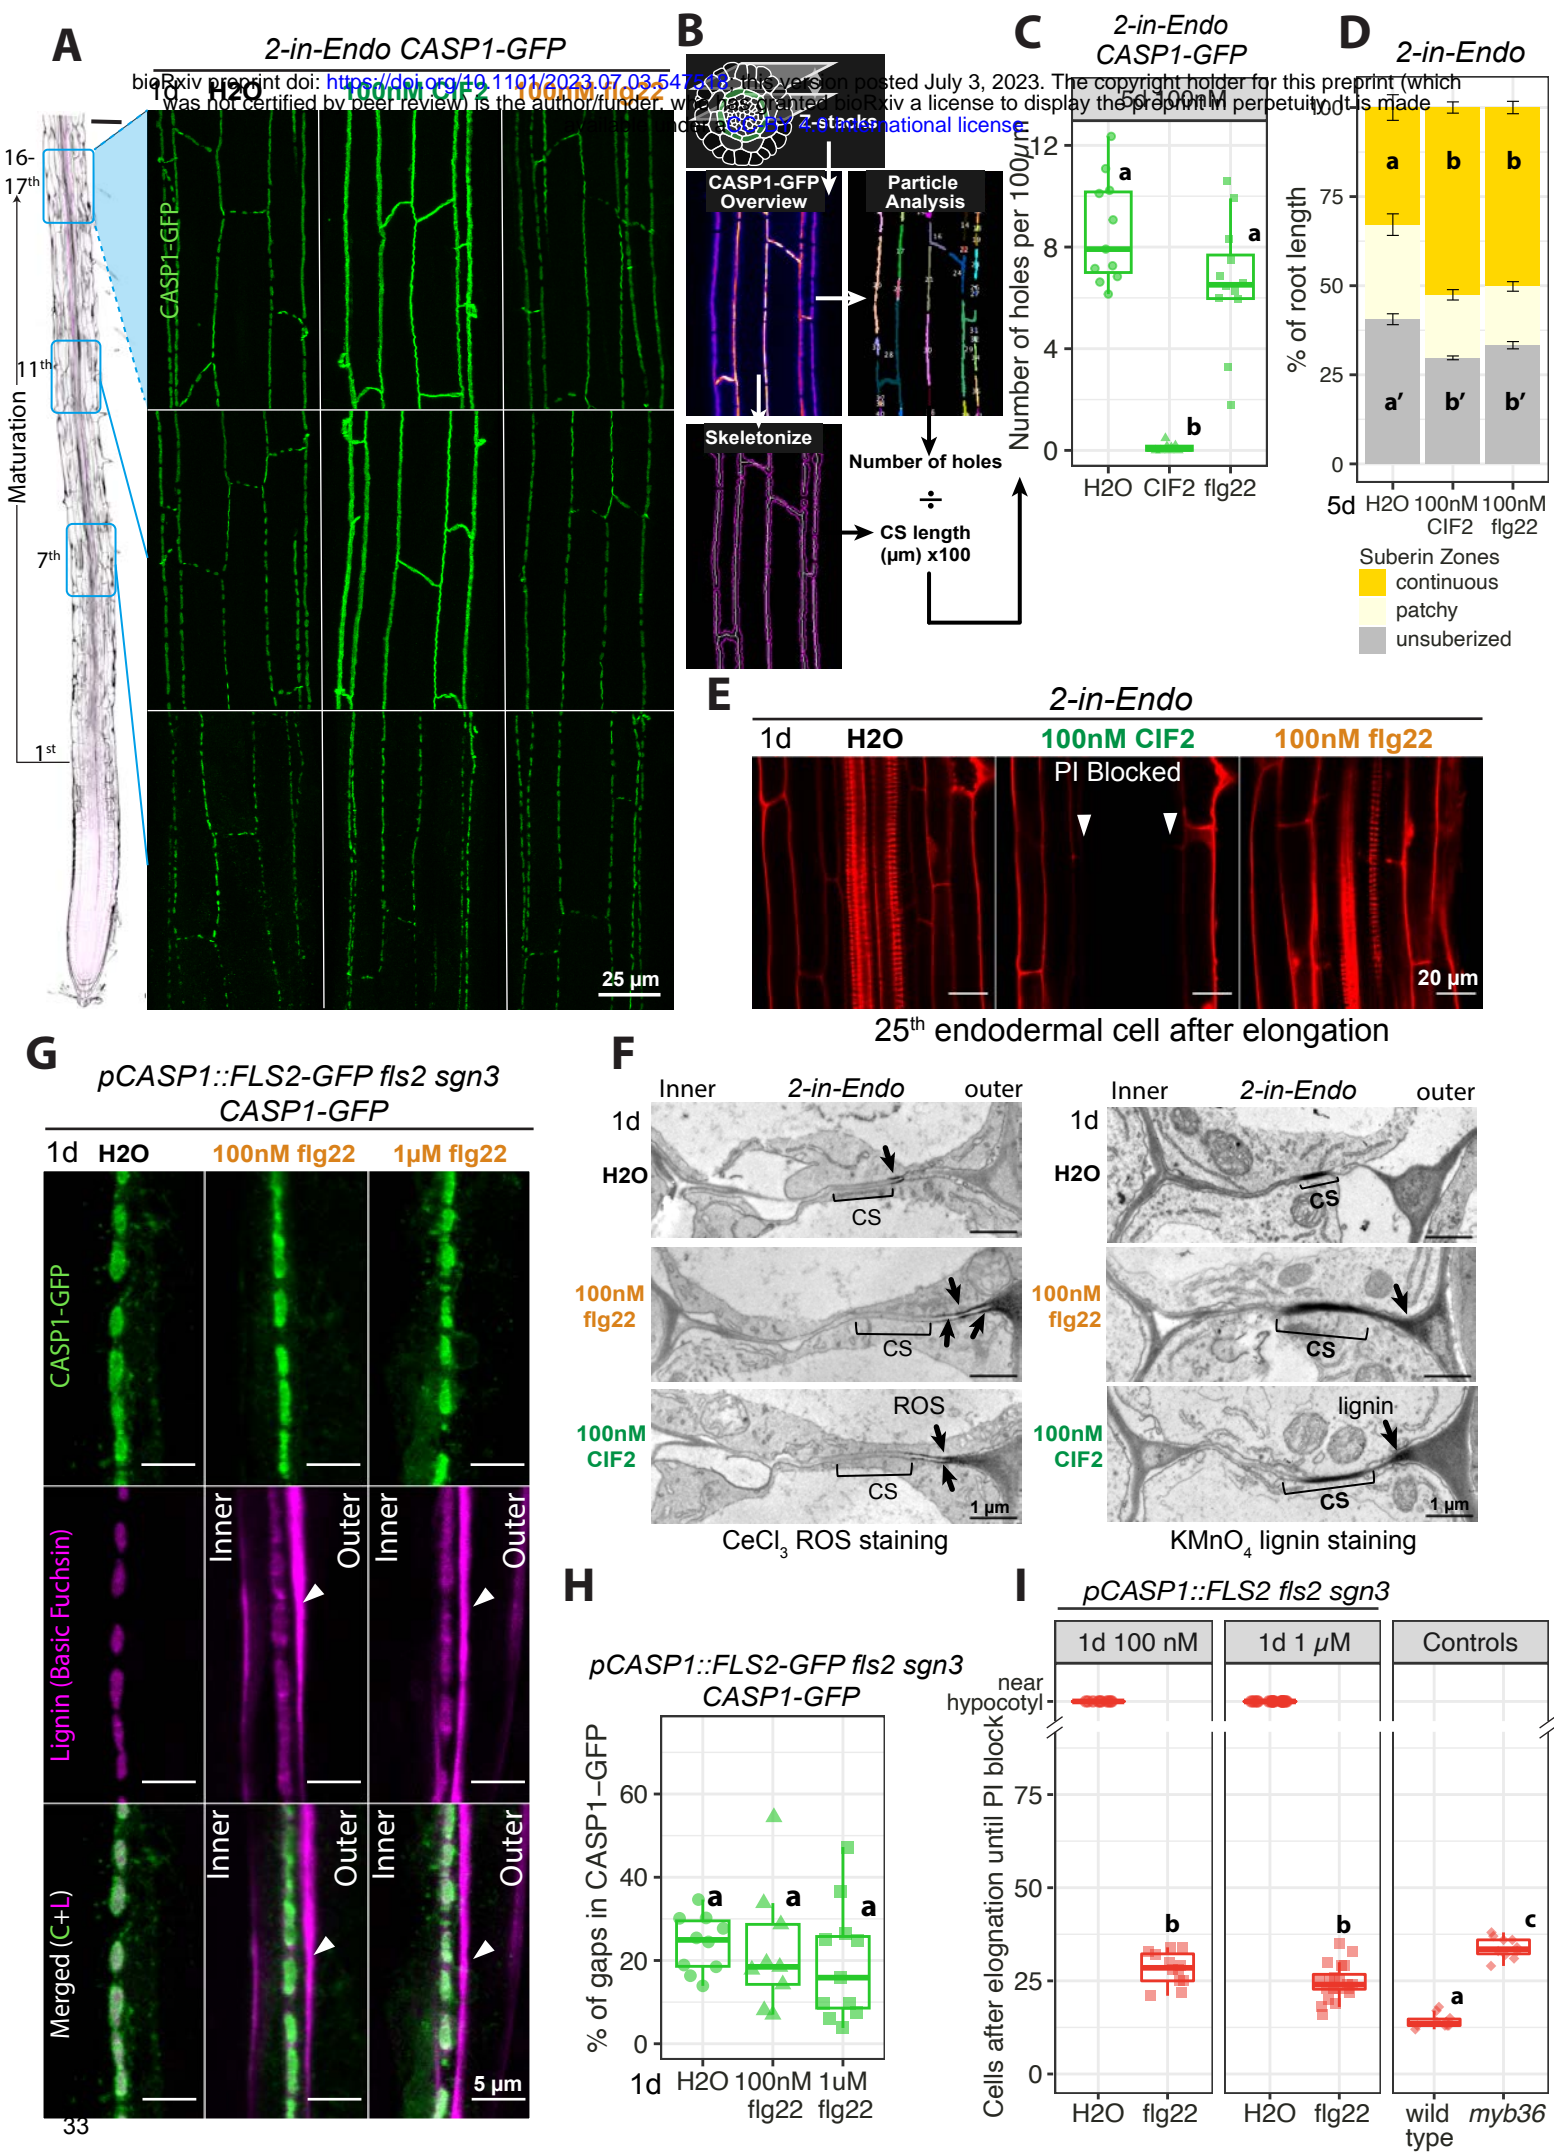 A
2-in-Endo CASP1-GFP
bioRxiv preprint doi: https://doi.org/10.1101/2023.07.03.547518; this version posted July 3, 2023. The copyright holder for this preprint (which
was not certified by peer review) is the author/funder, who has granted bioRxiv a license to display the preprint in perpetuity. It is made
available under aCC-BY 4.0 International license.
1d H2O 100nM CIF2 100nM flg22
16-
17th
11th
7th
1st
Maturation
CASP1-GFP
25 µm
B
Z-stacks
CASP1-GFP
Overview
Particle
Analysis
Skeletonize
Number of holes
÷
CS length
(µm) x100
C
2-in-Endo
CASP1-GFP
5d 100nM
Number of holes per 100µm
12
8
4
0
a
b
a
H2O CIF2 flg22
D
2-in-Endo
% of root length
100
75
50
25
0
a b b
a′ b′ b′
5d H2O 100nM 100nM
CIF2 flg22
Suberin Zones
continuous
patchy
unsuberized
E
2-in-Endo
1d H2O 100nM CIF2 100nM flg22
PI Blocked
20 µm
25th endodermal cell after elongation
G
pCASP1::FLS2-GFP fls2 sgn3
CASP1-GFP
1d H2O 100nM flg22 1µM flg22
CASP1-GFP
Lignin (Basic Fuchsin)
Inner Outer Inner Outer
Merged (C+L)
Inner Outer Inner Outer
5 µm
F
Inner 2-in-Endo outer
1d
H2O
CS
100nM
flg22
CS
100nM
CIF2
ROS
CS
1 µm
CeCl3 ROS staining
Inner 2-in-Endo outer
1d
H2O
CS
100nM
flg22
CS
100nM
CIF2
lignin
CS
1 µm
KMnO4 lignin staining
H
pCASP1::FLS2-GFP fls2 sgn3
CASP1-GFP
% of gaps in CASP1–GFP
60
40
20
0
a a a
1d H2O 100nM 1uM
flg22 flg22
I
pCASP1::FLS2 fls2 sgn3
1d 100 nM 1d 1 µM Controls
near
hypocotyl
Cells after elognation until PI block
75
50
25
0
b b a c
H2O flg22 H2O flg22 wild myb36
type
33